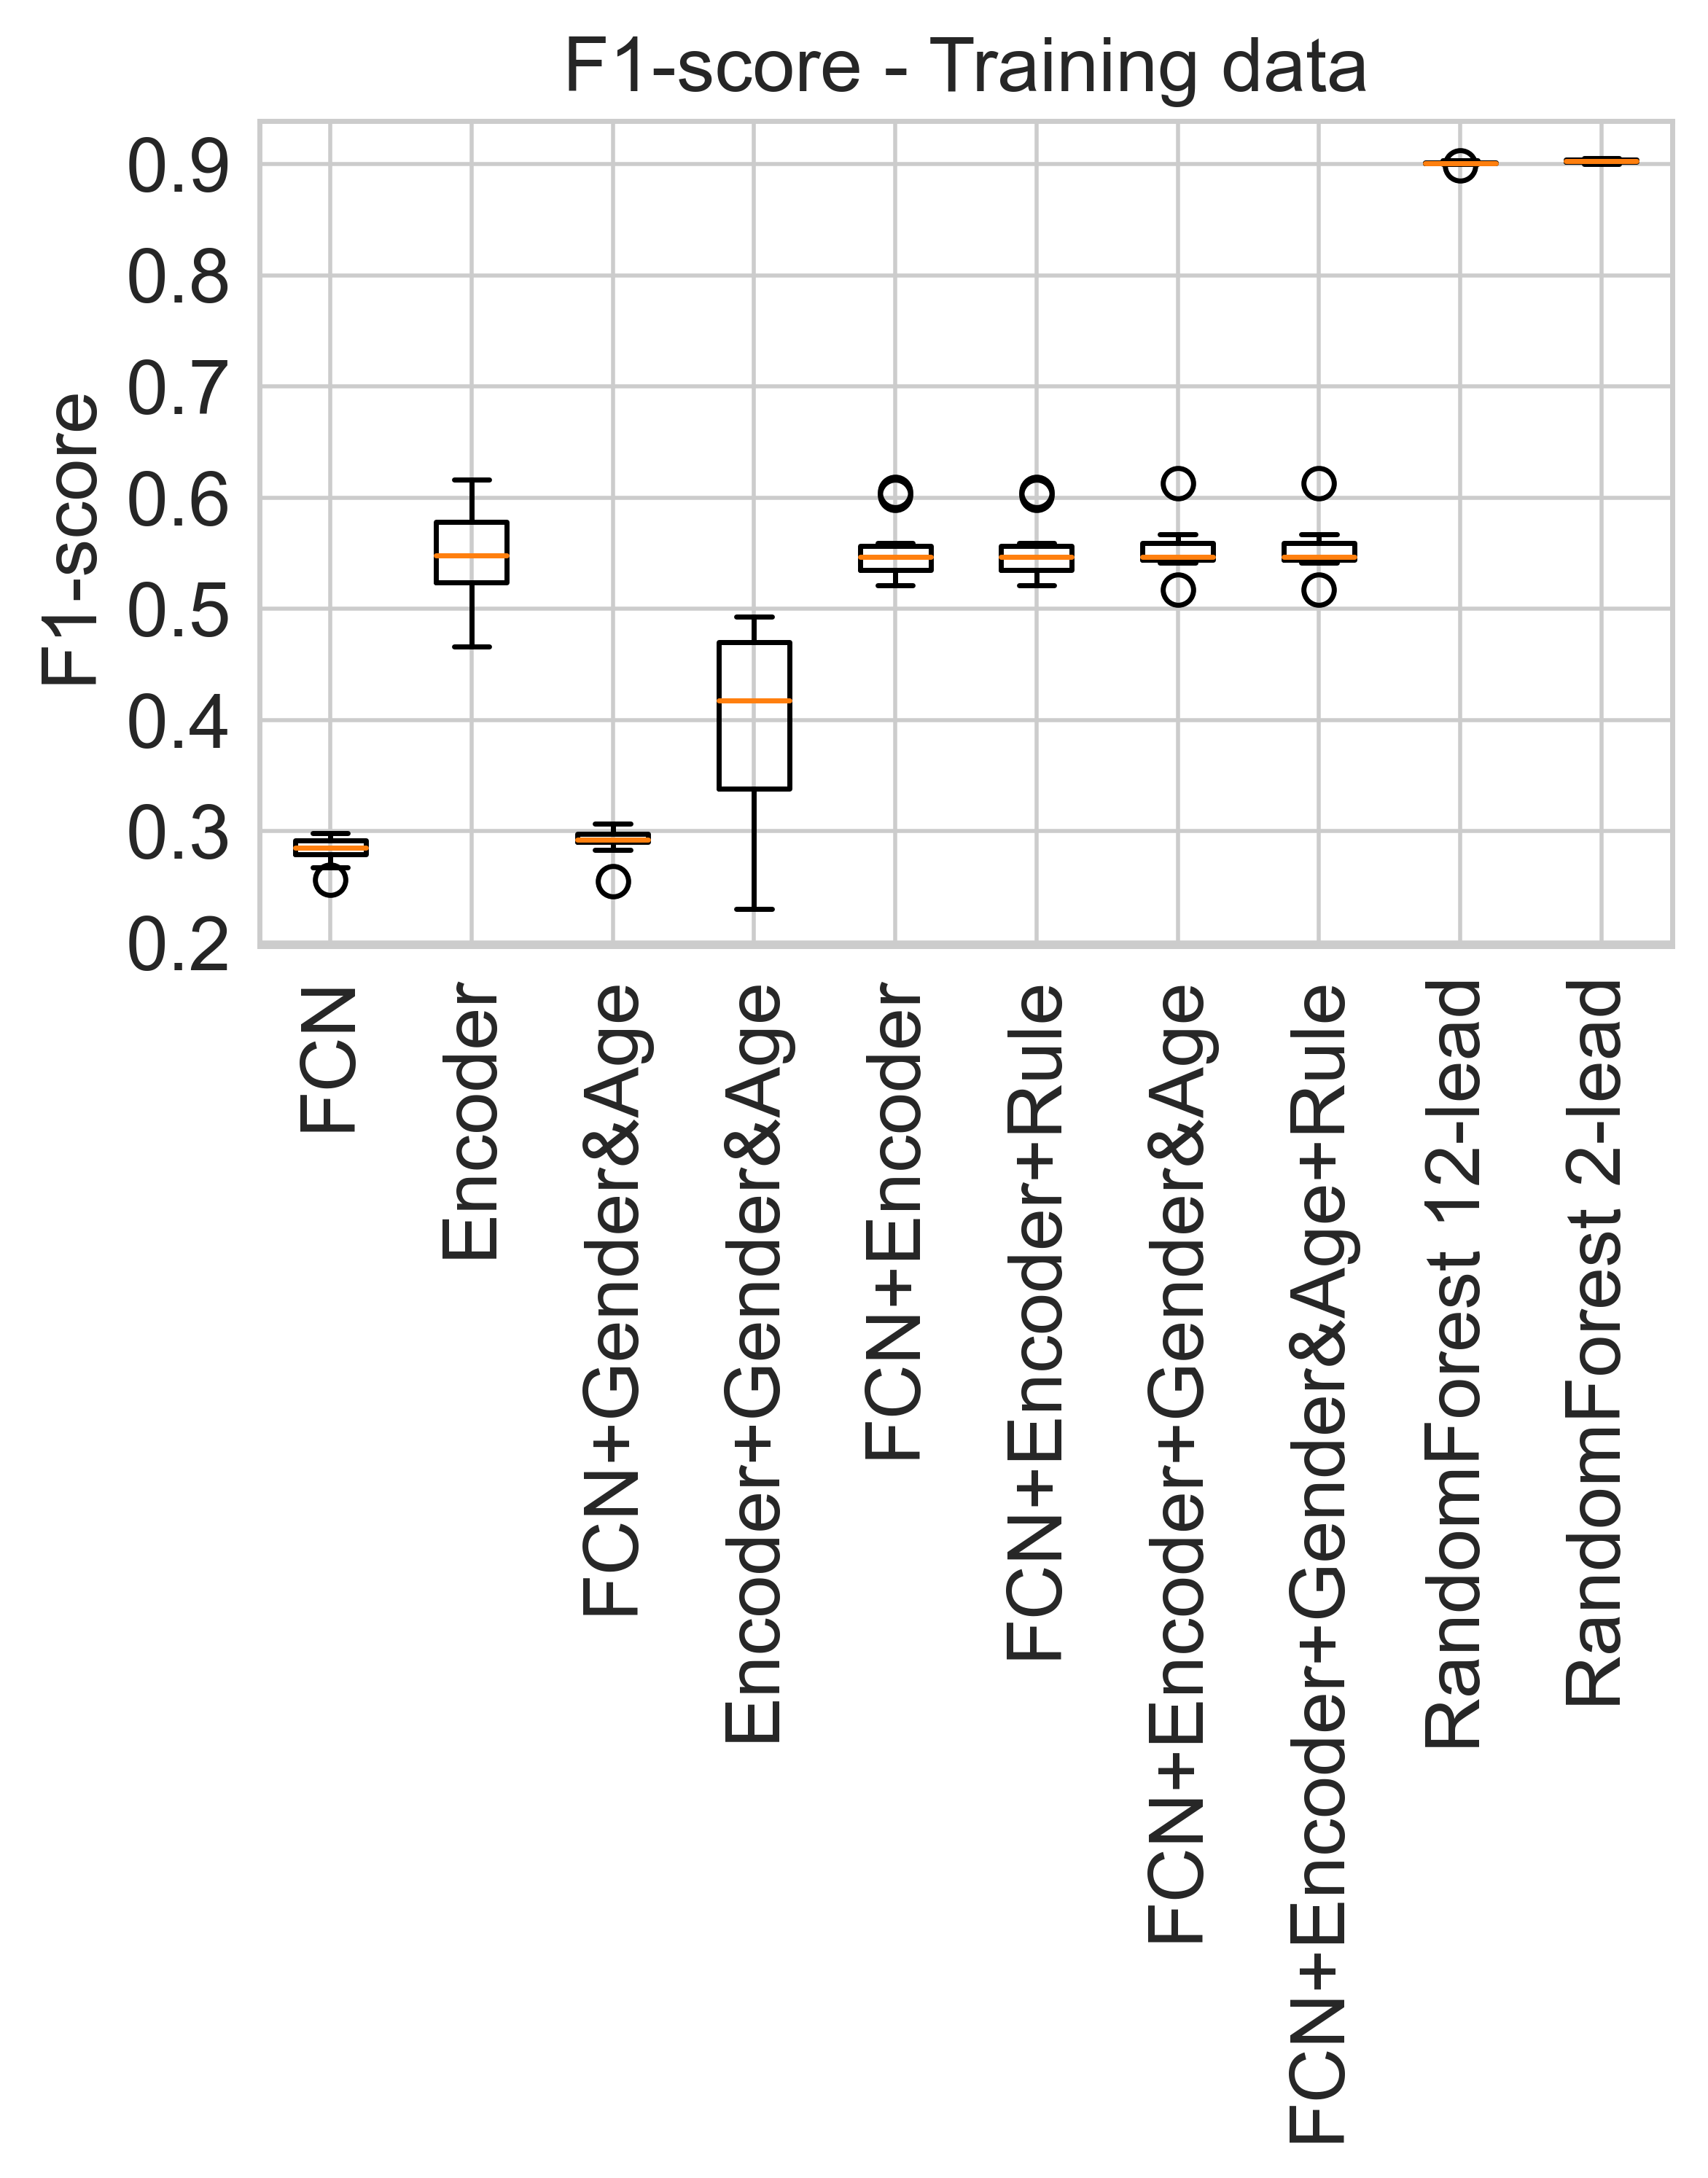 F1-score - Training data
F1-score
0.9
0.8
0.7
0.6
0.5
0.4
0.3
0.2
FCN
Encoder
FCN+Gender&Age
Encoder+Gender&Age
FCN+Encoder
FCN+Encoder+Rule
FCN+Encoder+Gender&Age
FCN+Encoder+Gender&Age+Rule
RandomForest 12-lead
RandomForest 2-lead